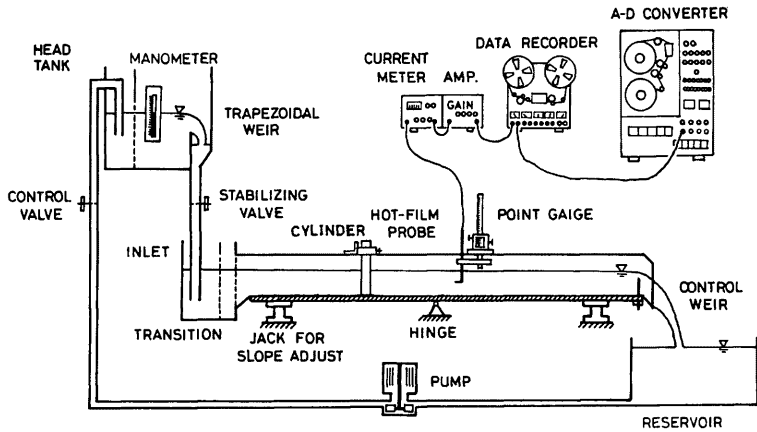 A-D CONVERTER
HEAD
TANK
MANOMETER
CURRENT
METER AMP.
DATA RECORDER
GAIN
TRAPEZOIDAL
WEIR
CONTROL
VALVE
STABILIZING
VALVE
CYLINDER
HOT-FILM
PROBE
POINT GAIGE
INLET
CONTROL
WEIR
TRANSITION
JACK FOR
SLOPE ADJUST
HINGE
PUMP
RESERVOIR